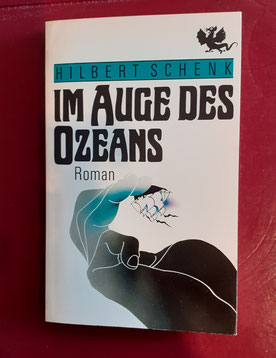 HILBERT SCHENK
IM AUGE DES
OZEANS
Roman